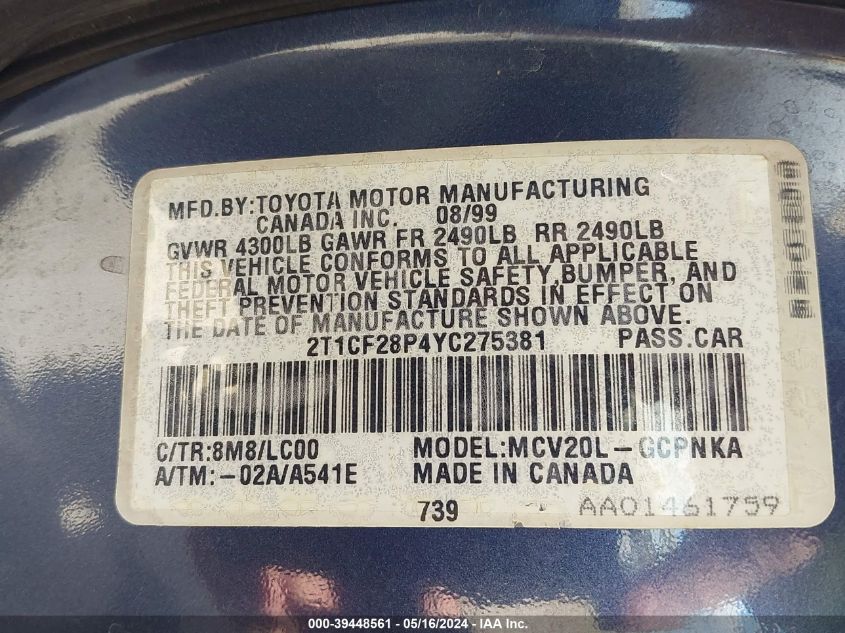 MFD.BY:TOYOTA MOTOR MANUFACTURING
CANADA INC. 08/99
GVWR 4300LB GAWR FR 2490LB RR 2490LB
THIS VEHICLE CONFORMS TO ALL APPLICABLE
FEDERAL MOTOR VEHICLE SAFETY,BUMPER, AND
THEFT PREVENTION STANDARDS IN EFFECT ON
THE DATE OF MANUFACTURE SHOWN ABOVE.
2T1CF28P4YC275381 PASS.CAR
C/TR:8M8/LC00 MODEL:MCV20L-GCPNKA
A/TM:-02A/A541E MADE IN CANADA
739 AA01461759
000-39448561 - 05/16/2024 - IAA Inc.